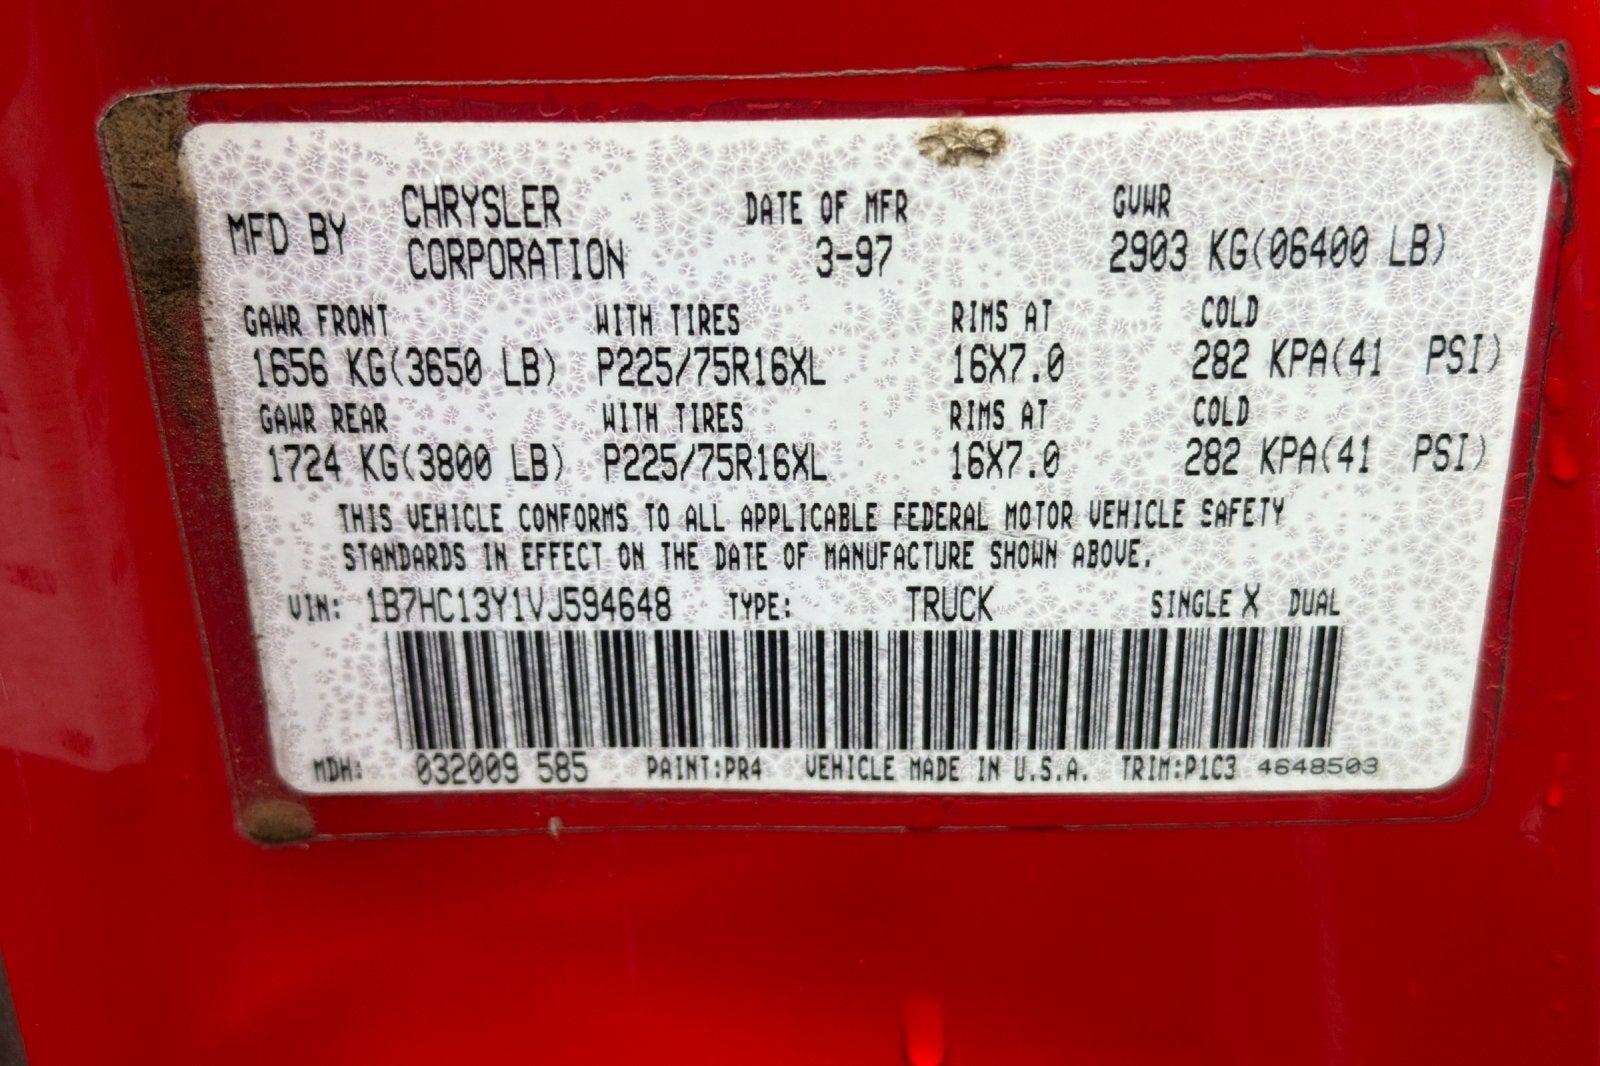 MFD BY CHRYSLER CORPORATION DATE OF MFR 3-97 GVWR 2903 KG(06400 LB)
GAWR FRONT WITH TIRES RIMS AT COLD
1656 KG(3650 LB) P225/75R16XL 16X7.0 282 KPA(41 PSI)
GAWR REAR WITH TIRES RIMS AT COLD
1724 KG(3800 LB) P225/75R16XL 16X7.0 282 KPA(41 PSI)
THIS VEHICLE CONFORMS TO ALL APPLICABLE FEDERAL MOTOR VEHICLE SAFETY
STANDARDS IN EFFECT ON THE DATE OF MANUFACTURE SHOWN ABOVE.
VIN: 1B7HC13Y1VJ594648 TYPE: TRUCK SINGLE X DUAL
MDH: 032009 585 PAINT:PR4 VEHICLE MADE IN U.S.A. TRIM:P1C3 4648503